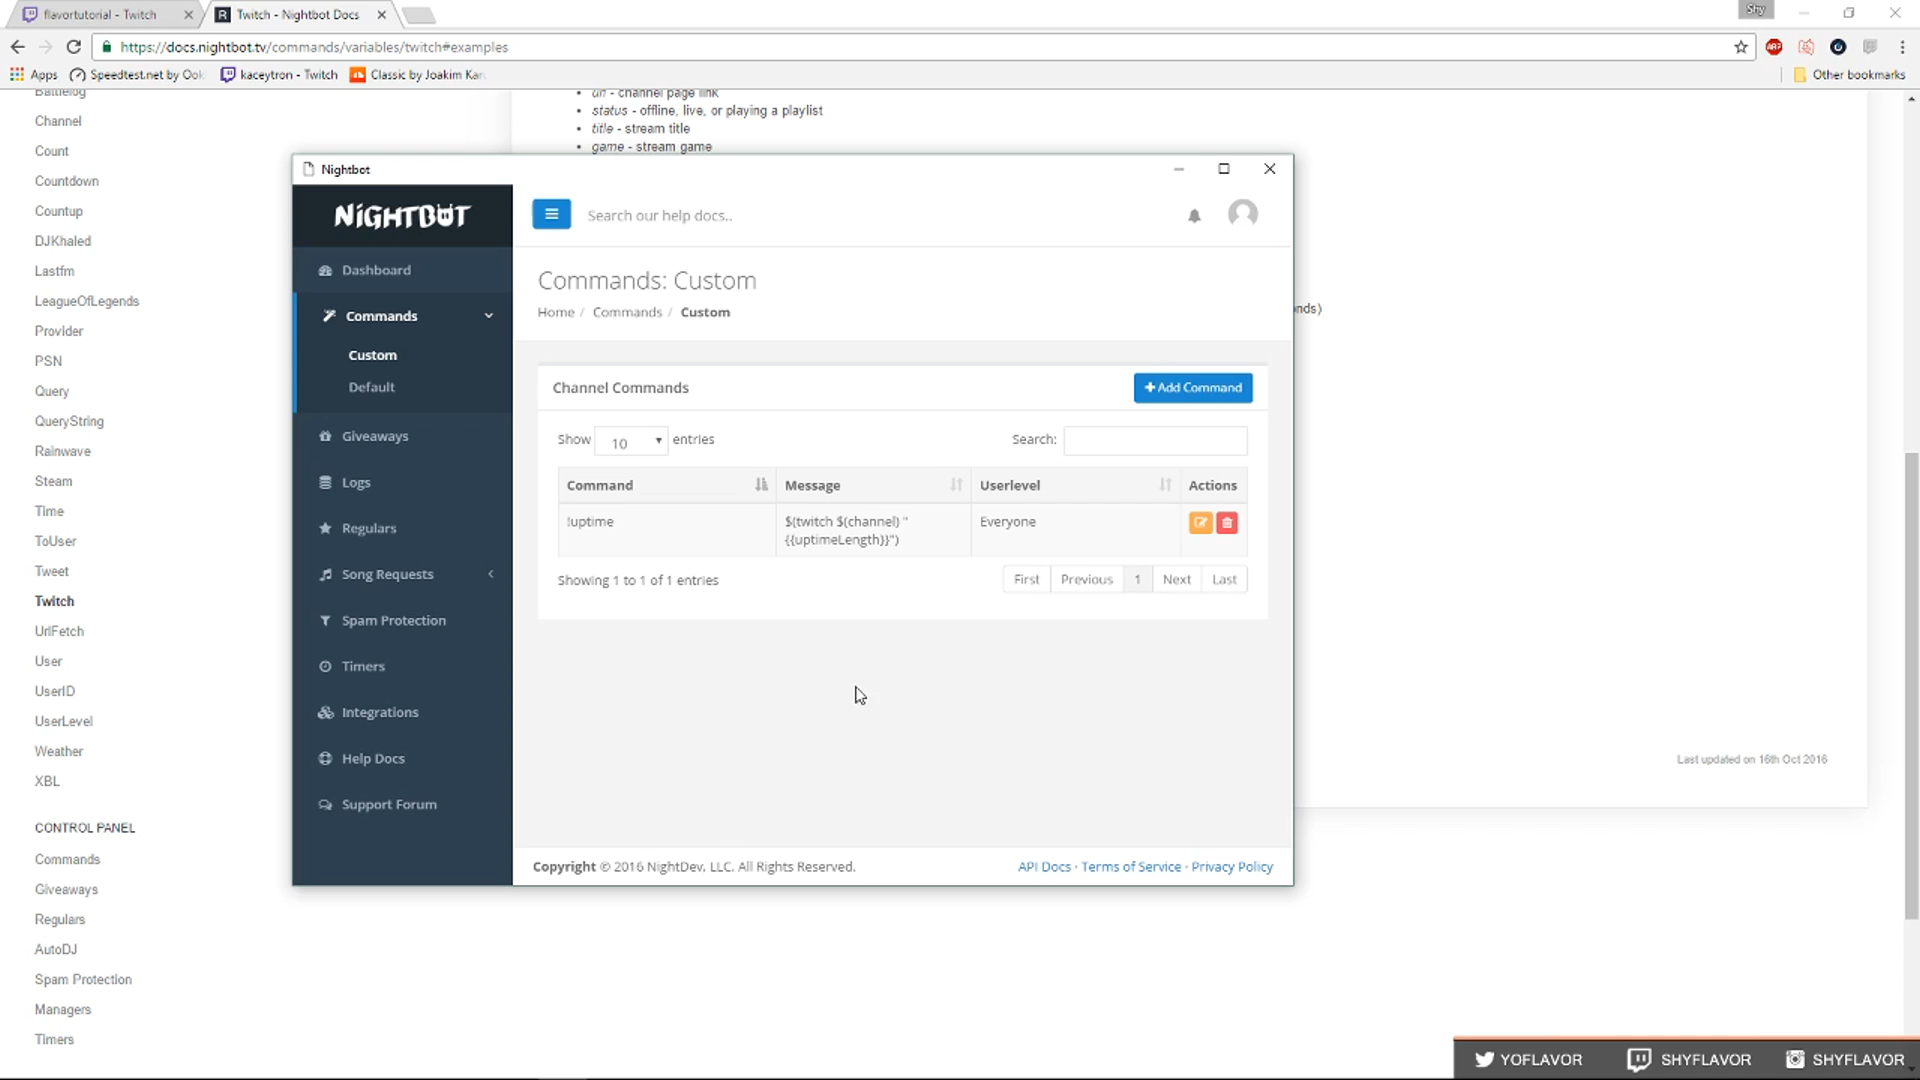 flavortutorial - Twitch
Twitch - Nightbot Docs
Shy
https://docs.nightbot.tv/commands/variables/twitch#examples
Apps
Speedtest.net by Ook
kaceytron - Twitch
Classic by Joakim Kar
Other bookmarks
Battlelog
Channel
Count
Countdown
Countup
DJKhaled
Lastfm
LeagueOfLegends
Provider
PSN
Query
QueryString
Rainwave
Steam
Time
ToUser
Tweet
Twitch
UrlFetch
User
UserID
UserLevel
Weather
XBL
CONTROL PANEL
Commands
Giveaways
Regulars
AutoDJ
Spam Protection
Managers
Timers
• url - channel page link
• status - offline, live, or playing a playlist
• title - stream title
• game - stream game
onds)
Last updated on 16th Oct 2016
Nightbot
NiGHTBOT
Search our help docs..
Dashboard
Commands
Custom
Default
Giveaways
Logs
Regulars
Song Requests
Spam Protection
Timers
Integrations
Help Docs
Support Forum
Commands: Custom
Home / Commands / Custom
Channel Commands
Add Command
Show 10 entries
Search:
Command Message Userlevel Actions
!uptime $(twitch $(channel) " Everyone
{{uptimeLength}}")
Showing 1 to 1 of 1 entries
First Previous 1 Next Last
Copyright © 2016 NightDev, LLC. All Rights Reserved.
API Docs · Terms of Service · Privacy Policy
YOFLAVOR
SHYFLAVOR
SHYFLAVOR